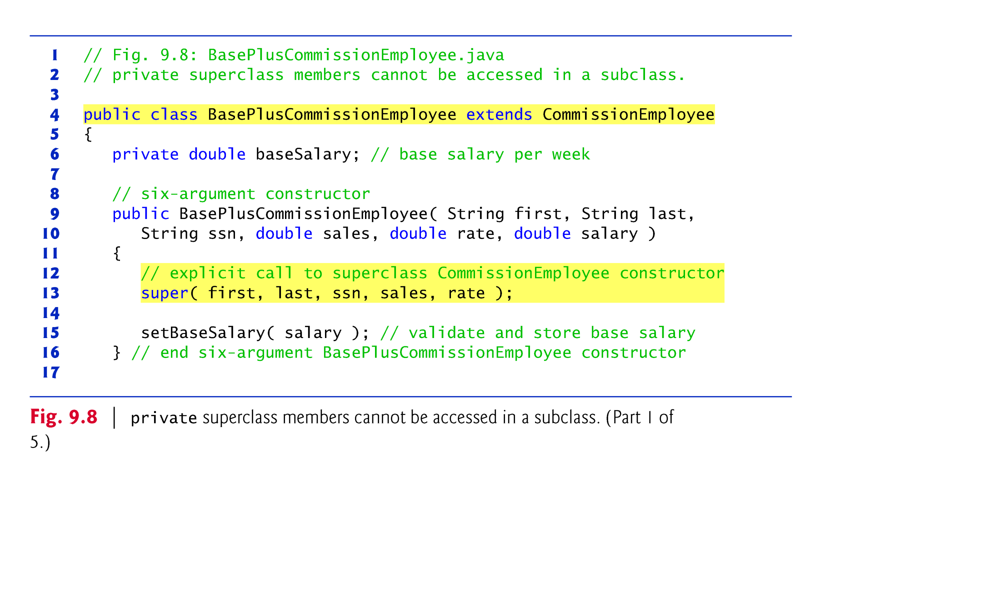 1 // Fig. 9.8: BasePlusCommissionEmployee.java
2 // private superclass members cannot be accessed in a subclass.
3
4 public class BasePlusCommissionEmployee extends CommissionEmployee
5 {
6 private double baseSalary; // base salary per week
7
8 // six-argument constructor
9 public BasePlusCommissionEmployee( String first, String last,
10 String ssn, double sales, double rate, double salary )
11 {
12 // explicit call to superclass CommissionEmployee constructor
13 super( first, last, ssn, sales, rate );
14
15 setBaseSalary( salary ); // validate and store base salary
16 } // end six-argument BasePlusCommissionEmployee constructor
17
Fig. 9.8 | private superclass members cannot be accessed in a subclass. (Part 1 of
5.)